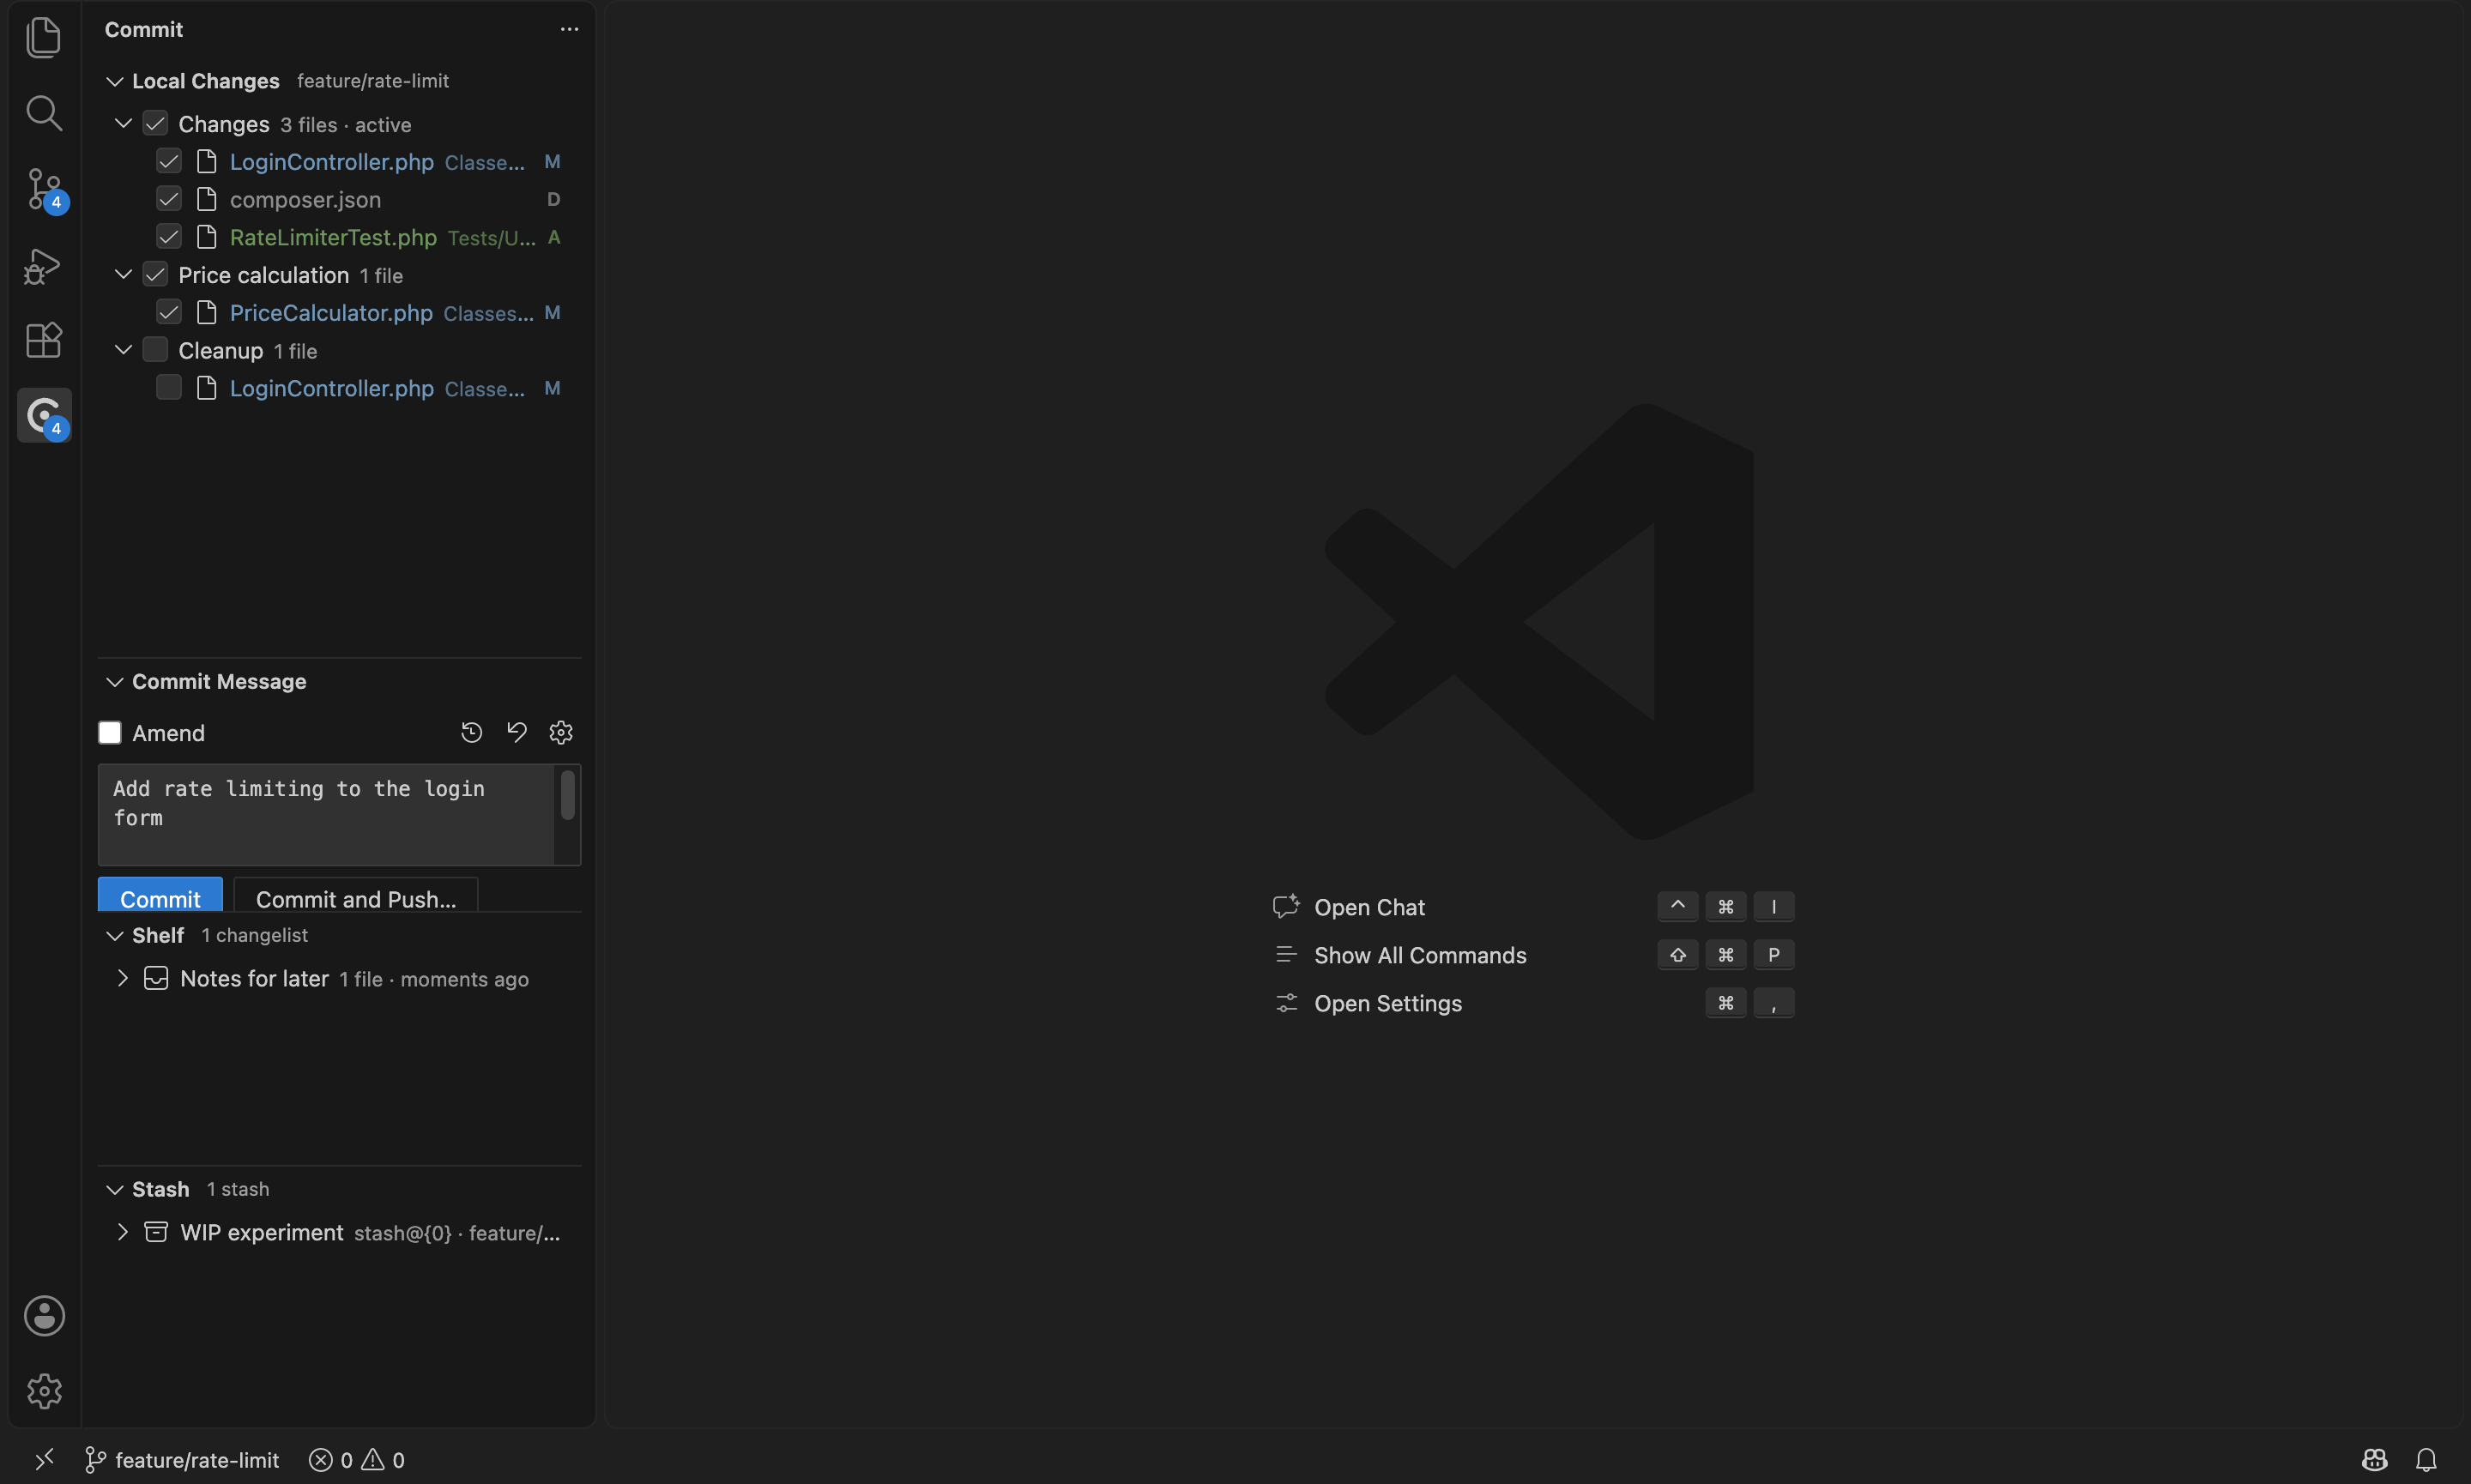 Commit
Local Changes feature/rate-limit
Changes 3 files · active
LoginController.php Classe... M
composer.json D
RateLimiterTest.php Tests/U... A
Price calculation 1 file
PriceCalculator.php Classes... M
Cleanup 1 file
LoginController.php Classe... M
4
4
Commit Message
Amend
Add rate limiting to the login
form
Commit Commit and Push...
Shelf 1 changelist
Notes for later 1 file · moments ago
Stash 1 stash
WIP experiment stash@{0} · feature/...
Open Chat ^ ⌘ I
Show All Commands ⇧ ⌘ P
Open Settings ⌘ ,
feature/rate-limit 0 0